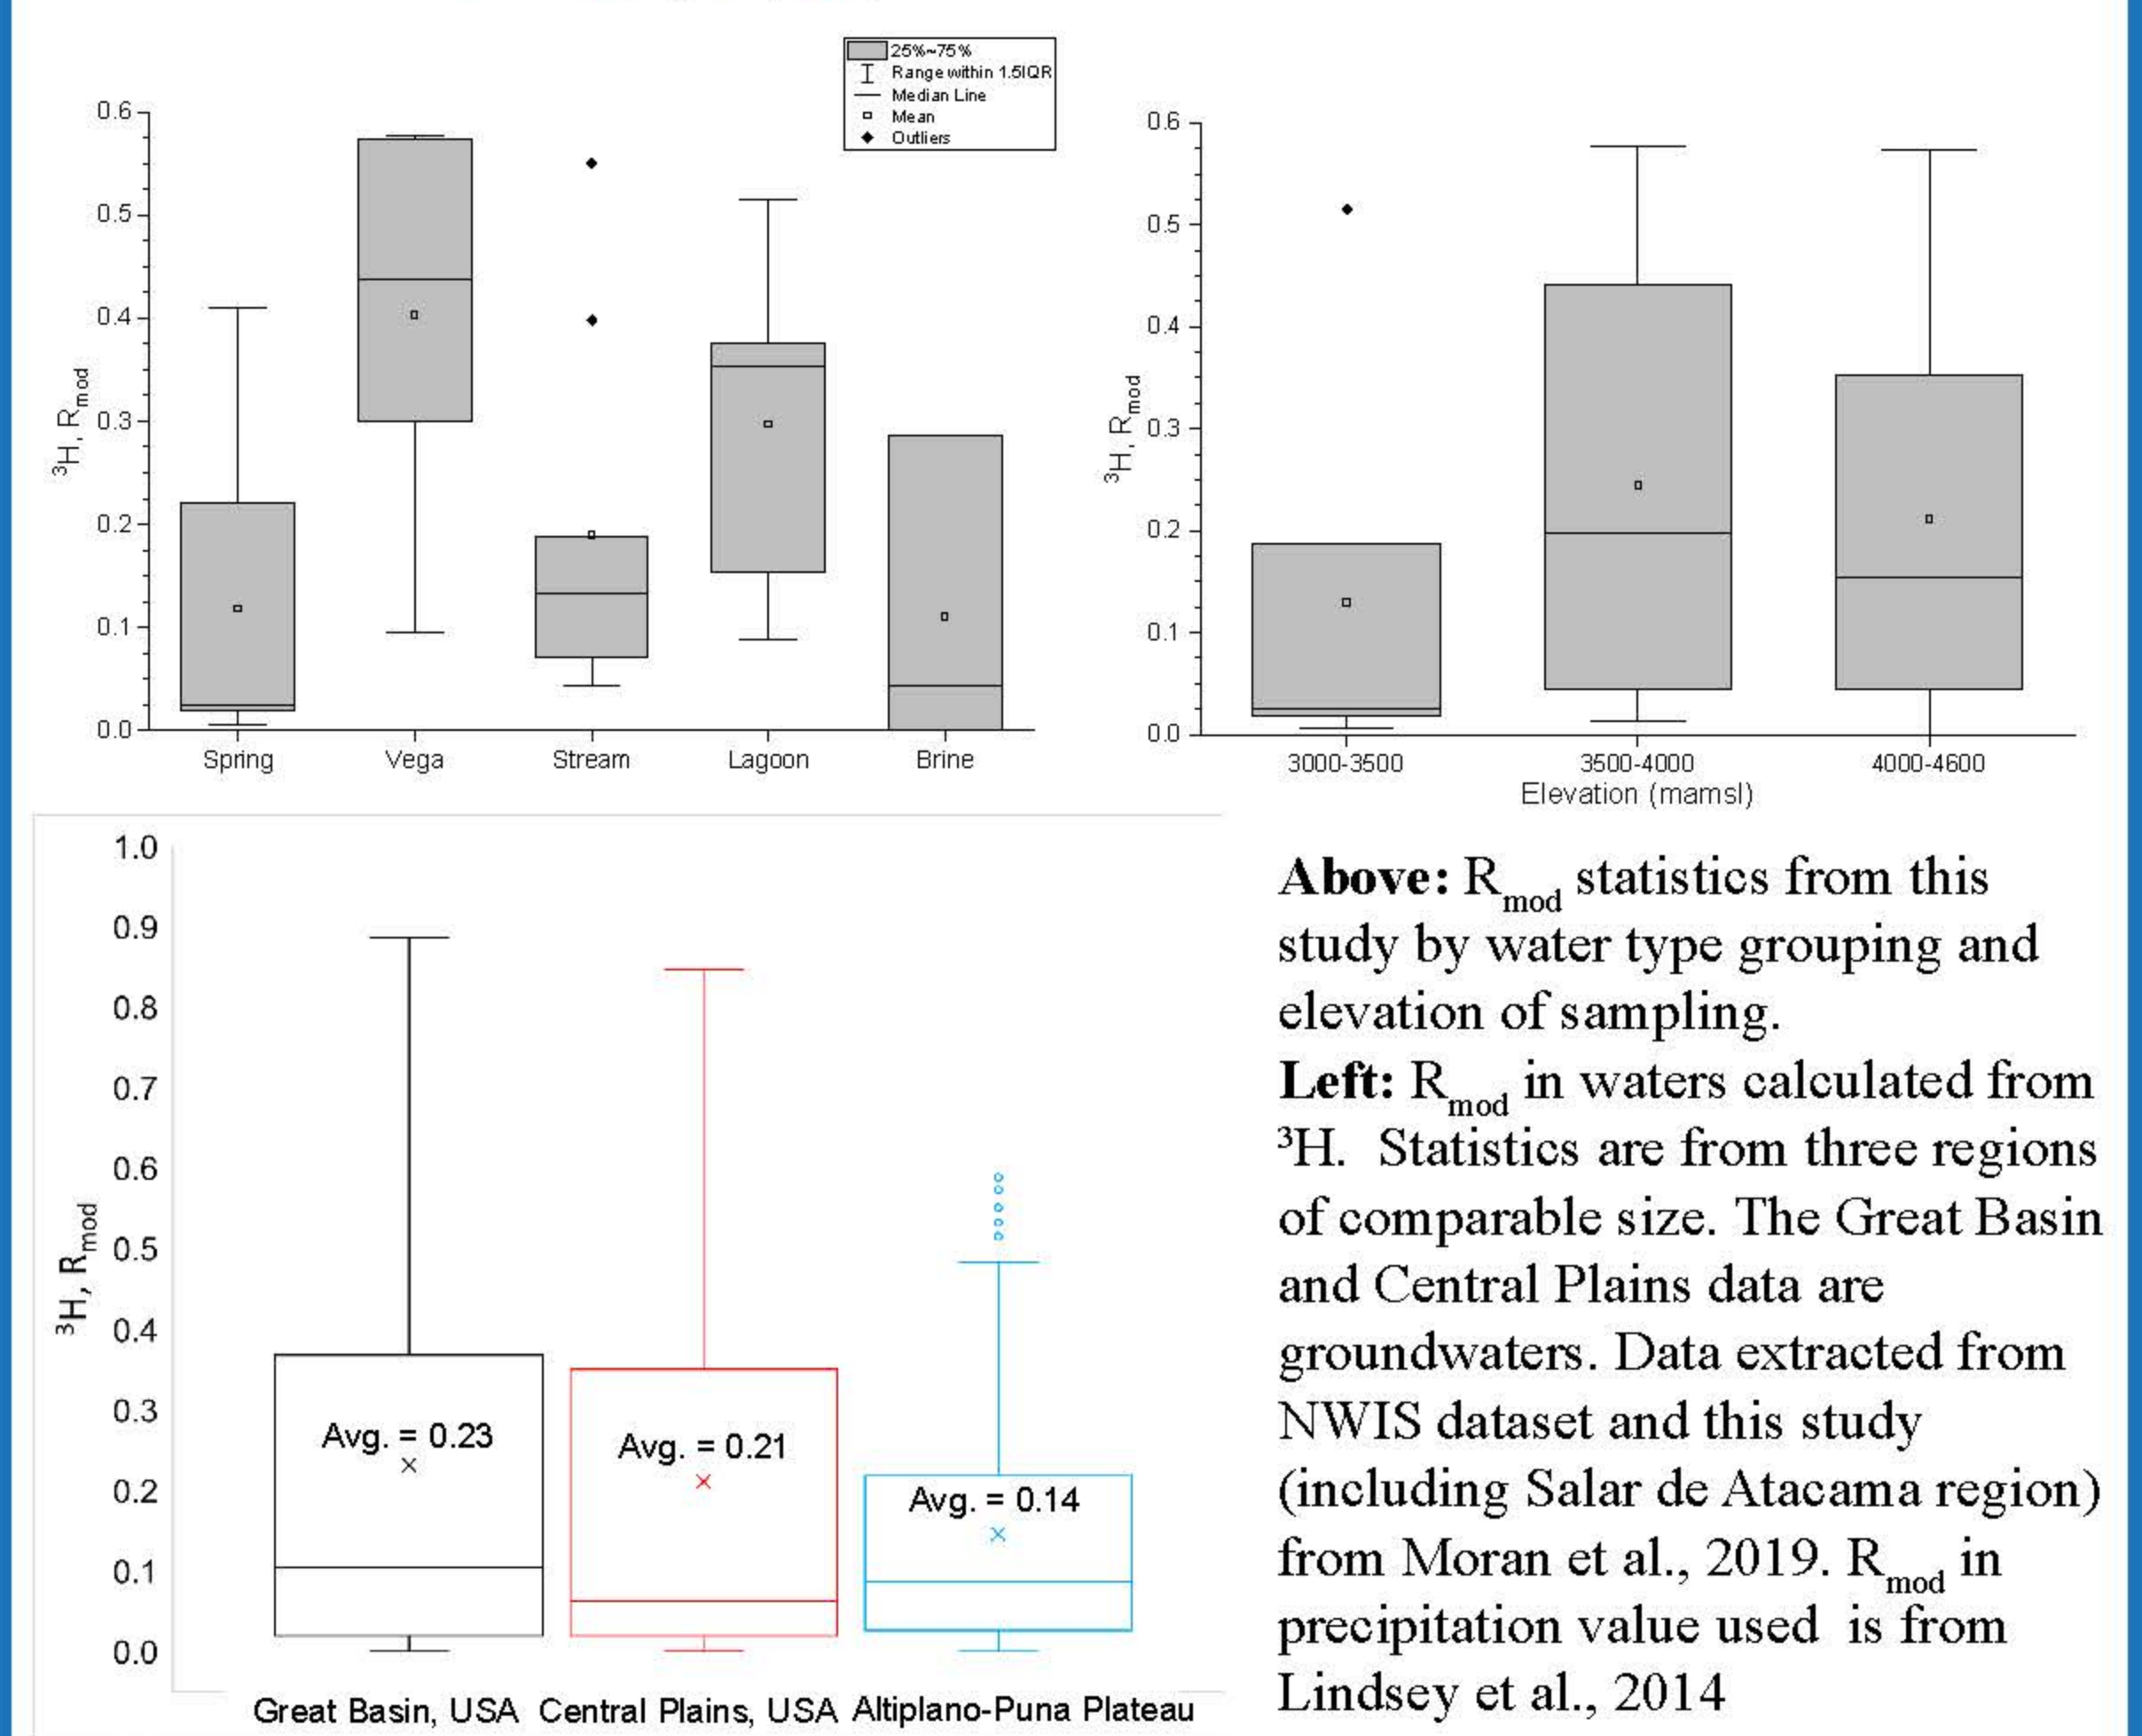 25%~75%
Range within 1.5IQR
Median Line
Mean
Outliers
0.6
0.5
0.4
0.3
0.2
0.1
0.0
³H, Rmod
Spring Vega Stream Lagoon Brine
0.6
0.5
0.4
0.3
0.2
0.1
0.0
³H, Rmod
3000-3500 3500-4000 4000-4600
Elevation (mamsl)
1.0
0.9
0.8
0.7
0.6
0.5
0.4
0.3
0.2
0.1
0.0
³H, Rmod
Avg. = 0.23
Avg. = 0.21
Avg. = 0.14
Great Basin, USA Central Plains, USA Altiplano-Puna Plateau
Above: Rmod statistics from this
study by water type grouping and
elevation of sampling.
Left: Rmod in waters calculated from
³H. Statistics are from three regions
of comparable size. The Great Basin
and Central Plains data are
groundwaters. Data extracted from
NWIS dataset and this study
(including Salar de Atacama region)
from Moran et al., 2019. Rmod in
precipitation value used is from
Lindsey et al., 2014